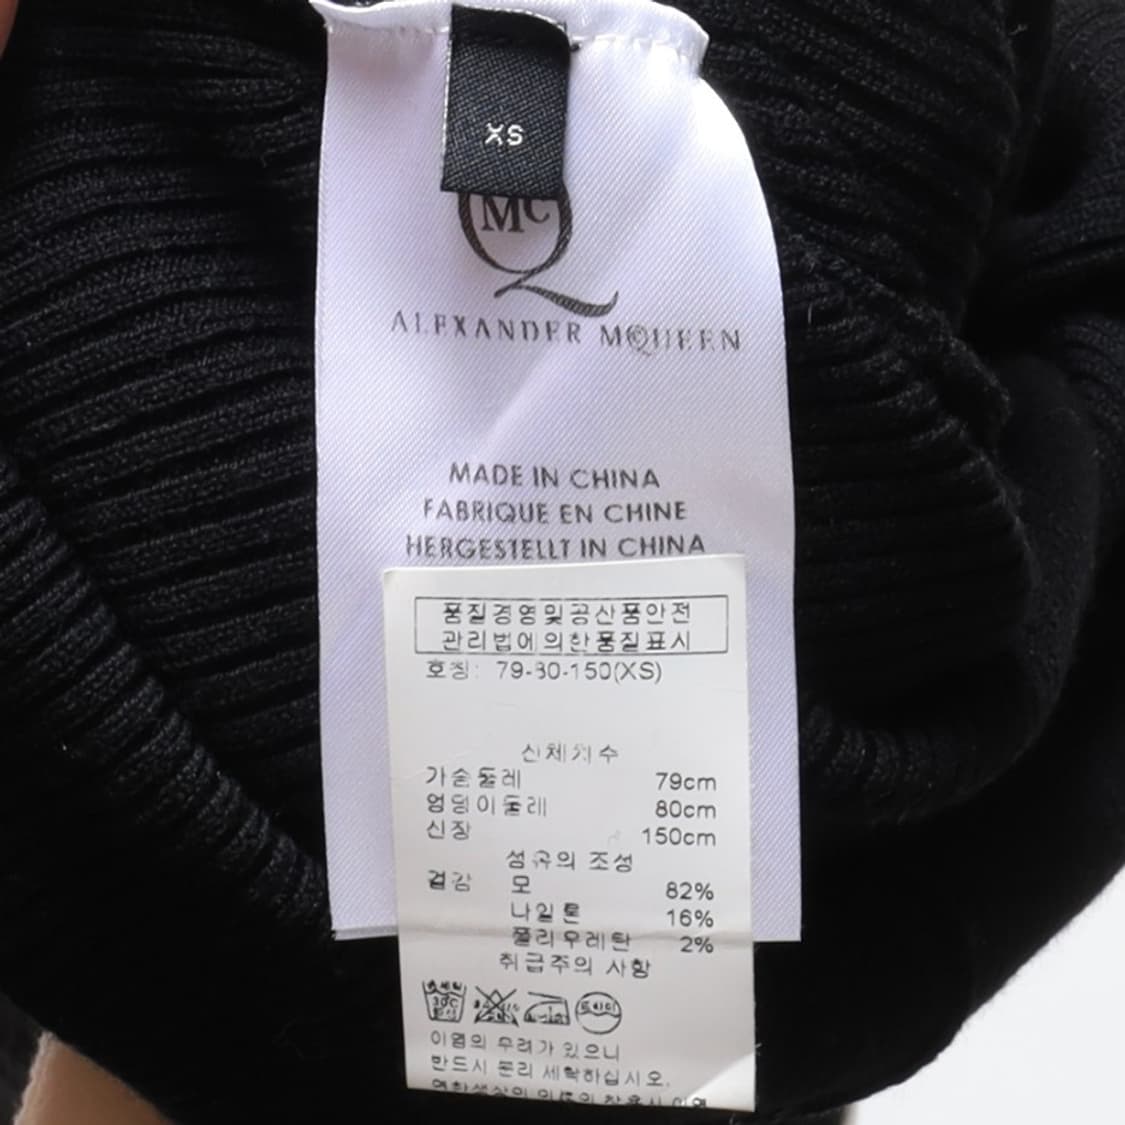 XS
McQ
ALEXANDER McQUEEN
MADE IN CHINA
FABRIQUE EN CHINE
HERGESTELLT IN CHINA
품질경영및공산품안전
관리법에의한품질표시
호칭: 79-80-150(XS)
신체치수
가슴둘레 79cm
엉덩이둘레 80cm
신장 150cm
섬유의 조성
겉감 모 82%
나일론 16%
폴리우레탄 2%
취급주의 사항
30℃
이염의 우려가 있으니
반드시 분리 세탁하십시오.